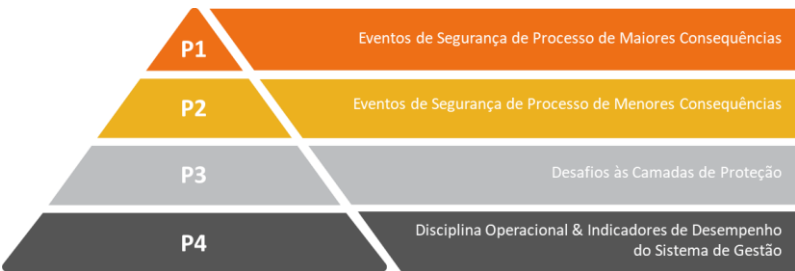 P1
Eventos de Segurança de Processo de Maiores Consequências
P2
Eventos de Segurança de Processo de Menores Consequências
P3
Desafios às Camadas de Proteção
P4
Disciplina Operacional & Indicadores de Desempenho
do Sistema de Gestão